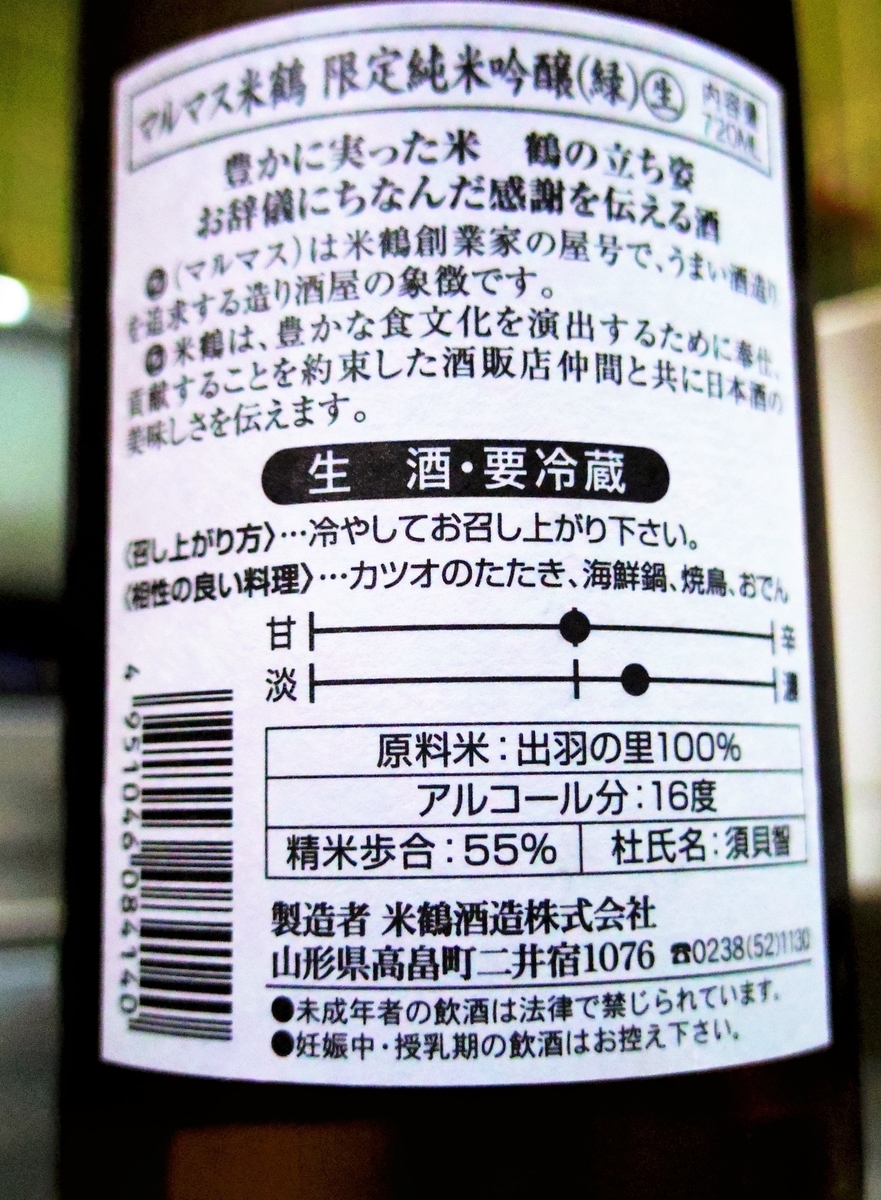 マルマス米鶴 限定純米吟醸(緑)生 内容量 720ML
豊かに実った米 鶴の立ち姿
お辞儀にちなんだ感謝を伝える酒
(マルマス)は米鶴創業家の屋号で、うまい酒造り
を追求する造り酒屋の象徴です。
米鶴は、豊かな食文化を演出するために奉仕、
貢献することを約束した酒販店仲間と共に日本酒の
美味しさを伝えます。
生 酒・要冷蔵
〈召し上がり方〉…冷やしてお召し上がり下さい。
〈相性の良い料理〉…カツオのたたき、海鮮鍋、焼鳥、おでん
甘 辛
淡 濃
原料米:出羽の里100%
アルコール分:16度
精米歩合:55% 杜氏名:須貝智
製造者 米鶴酒造株式会社
山形県高畠町二井宿1076 ☎0238(52)1130
●未成年者の飲酒は法律で禁じられています。
●妊娠中・授乳期の飲酒はお控え下さい。
4951046084140